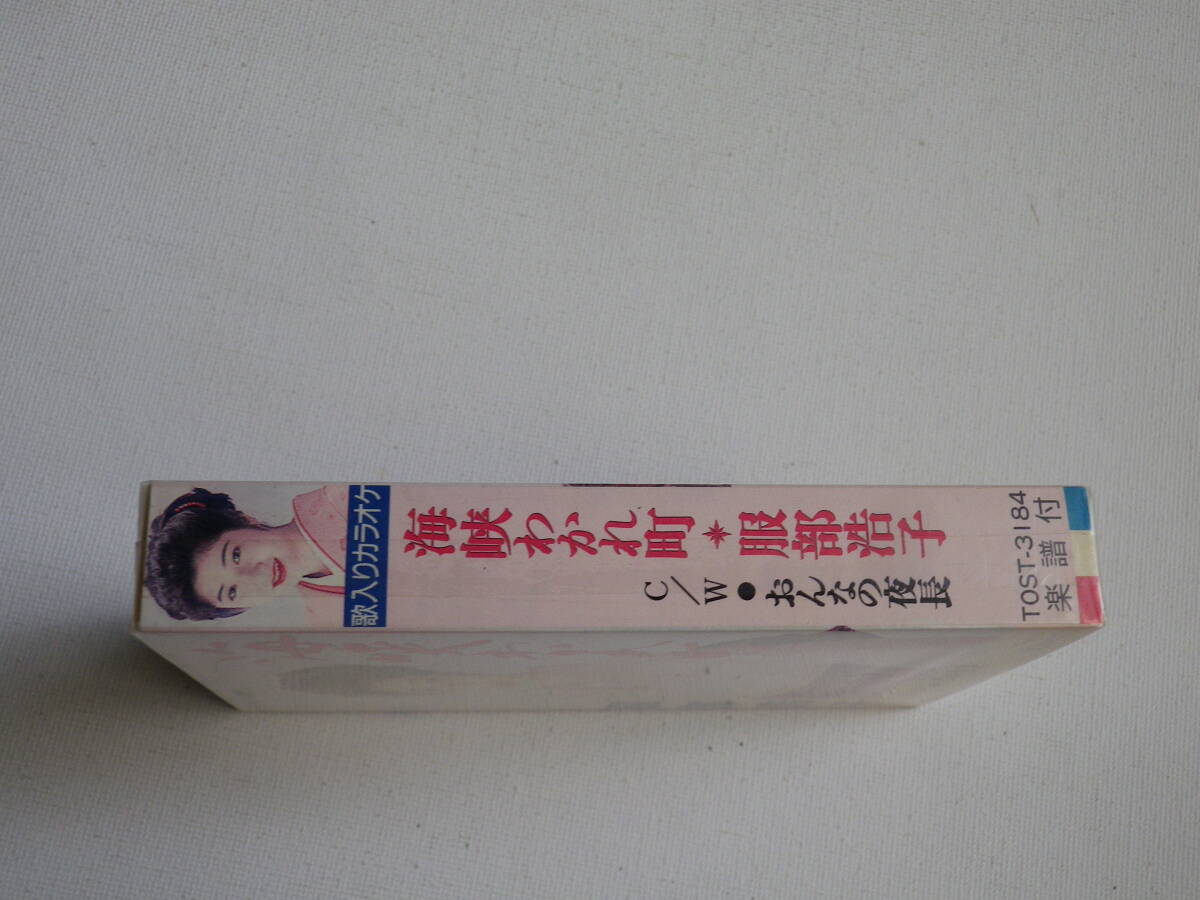 歌入りカラオケ
海峡わかれ町＊服部浩子
C/W●おんなの夜長
TOST-3184
楽譜付